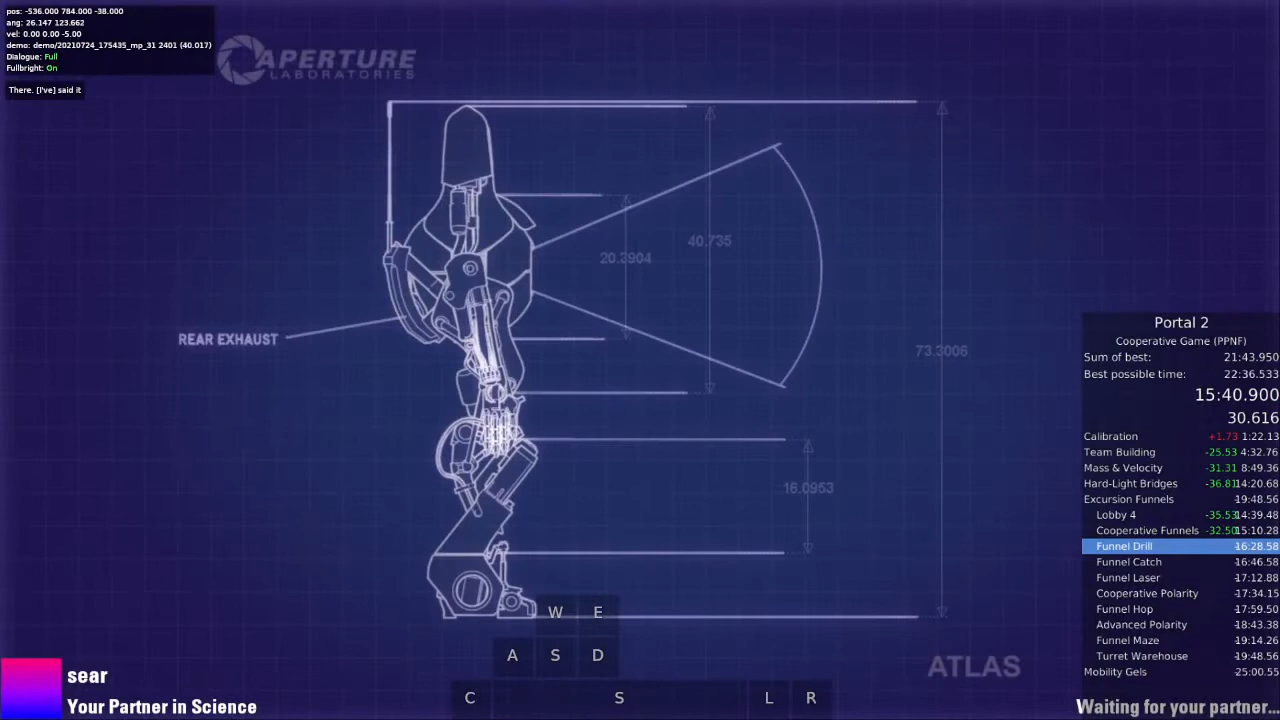 pos: -536.000 784.000 -38.000
ang: 26.147 123.662
vel: 0.00 0.00 -5.00
demo: demo/20210724_175435_mp_31 2401 (40.017)
Dialogue: Full
Fullbright: On
There. [I've] said it
APERTURE
LABORATORIES
40.735
20.3904
REAR EXHAUST
73.3006
16.0953
ATLAS
Portal 2
Cooperative Game (PPNF)
Sum of best: 21:43.950
Best possible time: 22:36.533
15:40.900
30.616
Calibration +1.73 1:22.13
Team Building -25.53 4:32.76
Mass & Velocity -31.31 8:49.36
Hard-Light Bridges -36.81 14:20.68
Excursion Funnels -19:48.56
Lobby 4 -35.53 14:39.48
Cooperative Funnels -32.50 15:10.28
Funnel Drill -16:28.58
Funnel Catch -16:46.58
Funnel Laser -17:12.88
Cooperative Polarity -17:34.15
Funnel Hop -17:59.50
Advanced Polarity -18:43.38
Funnel Maze -19:14.26
Turret Warehouse -19:48.56
Mobility Gels -25:00.55
W E
A S D
C S L R
sear
Your Partner in Science
Waiting for your partner...